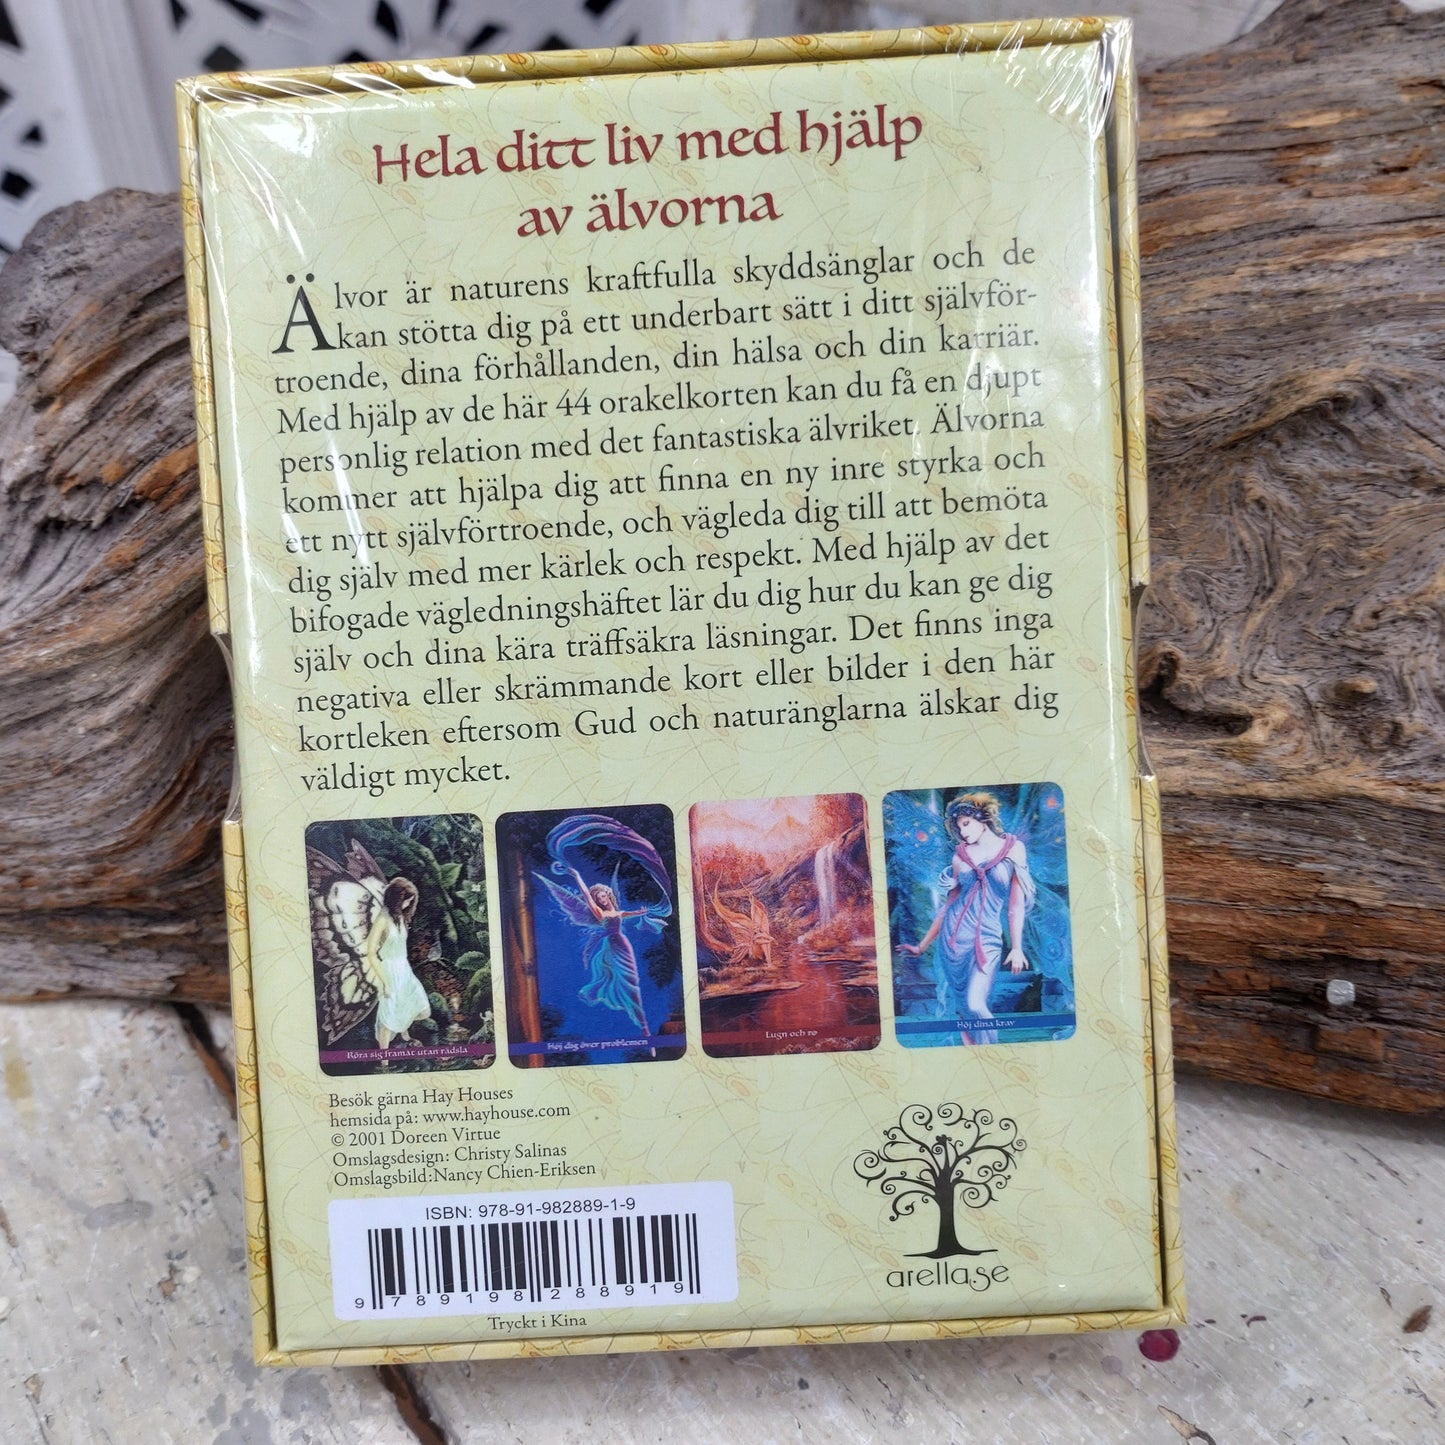 Hela ditt liv med hjälp
av älvorna
Älvor är naturens kraftfulla skyddsänglar och de
kan stötta dig på ett underbart sätt i ditt självför-
troende, dina förhållanden, din hälsa och din karriär.
Med hjälp av de här 44 orakelkorten kan du få en djupt
personlig relation med det fantastiska älvriket. Älvorna
kommer att hjälpa dig att finna en ny inre styrka och
ett nytt självförtroende, och vägleda dig till att bemöta
dig själv med mer kärlek och respekt. Med hjälp av det
bifogade vägledningshäftet lär du dig hur du kan ge dig
själv och dina kära träffsäkra läsningar. Det finns inga
negativa eller skrämmande kort eller bilder i den här
kortleken eftersom Gud och naturänglarna älskar dig
väldigt mycket.
Röra sig framåt utan rädsla
Höj dig över problemen
Lugn och ro
Höj dina krav
Besök gärna Hay Houses
hemsida på: www.hayhouse.com
© 2001 Doreen Virtue
Omslagsdesign: Christy Salinas
Omslagsbild:Nancy Chien-Eriksen
ISBN: 978-91-982889-1-9
9 789198 288919
Tryckt i Kina
arella.se